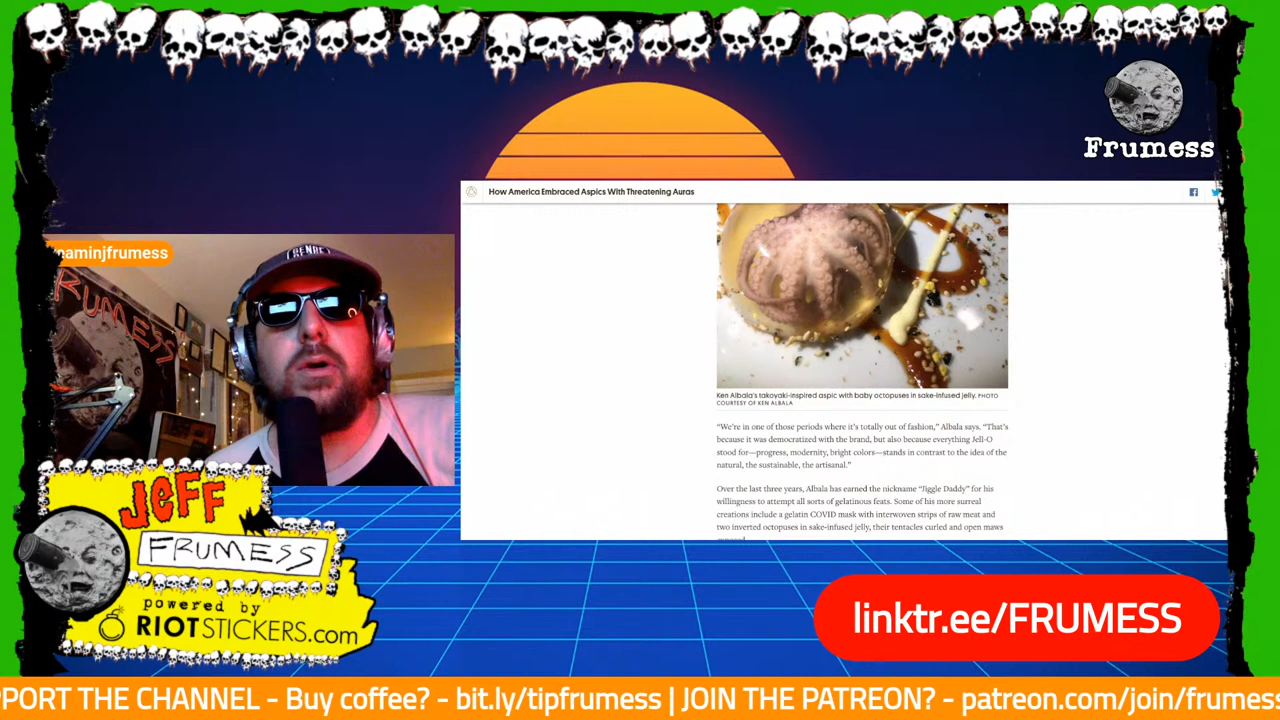 Frumess
How America Embraced Aspics With Threatening Auras
eaminjfrumess
FRUMESS
Ken Albala's takoyaki-inspired aspic with baby octopuses in sake-infused jelly. PHOTO
COURTESY OF KEN ALBALA
“We're in one of those periods where it's totally out of fashion,” Albala says. “That's
because it was democratized with the brand, but also because everything Jell-O
stood for—progress, modernity, bright colors—stands in contrast to the idea of the
natural, the sustainable, the artisanal.”
Over the last three years, Albala has earned the nickname “Jiggle Daddy” for his
willingness to attempt all sorts of gelatinous feats. Some of his more surreal
creations include a gelatin COVID mask with interwoven strips of raw meat and
two inverted octopuses in sake-infused jelly, their tentacles curled and open maws
JEFF
FRUMESS
powered by
RIOTSTICKERS.com
linktr.ee/FRUMESS
PPORT THE CHANNEL - Buy coffee? - bit.ly/tipfrumess | JOIN THE PATREON? - patreon.com/join/frumess